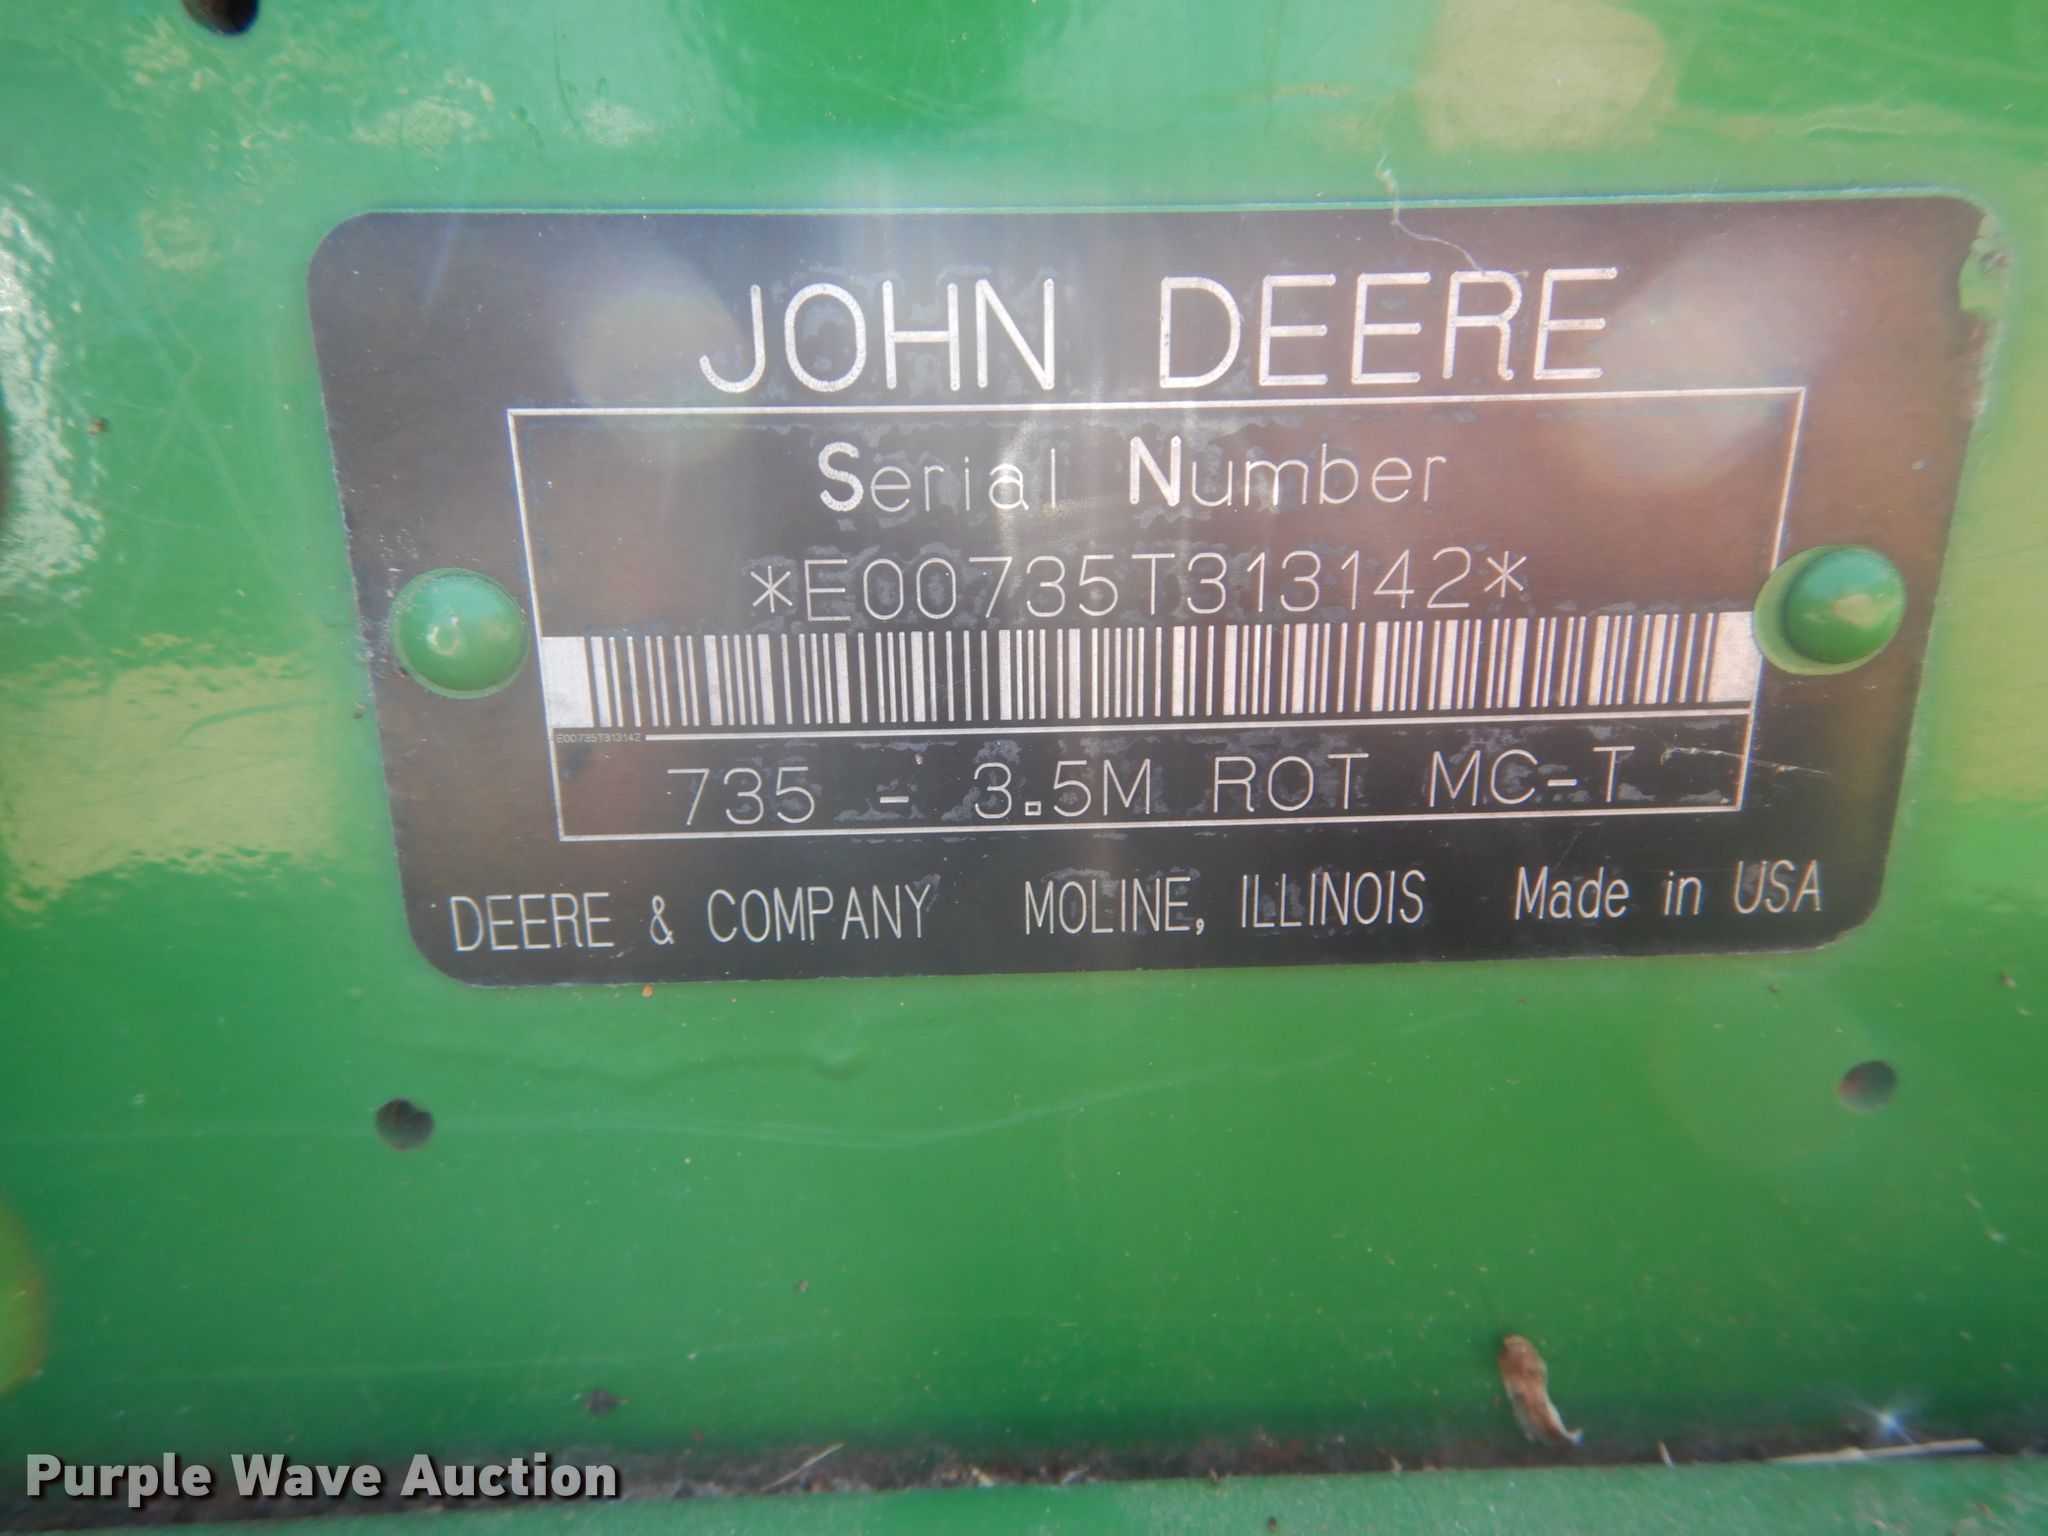 JOHN DEERE
Serial Number
*E00735T313142*
E00735T313142
735 - 3.5M ROT MC-T
DEERE & COMPANY MOLINE, ILLINOIS Made in USA
Purple Wave Auction